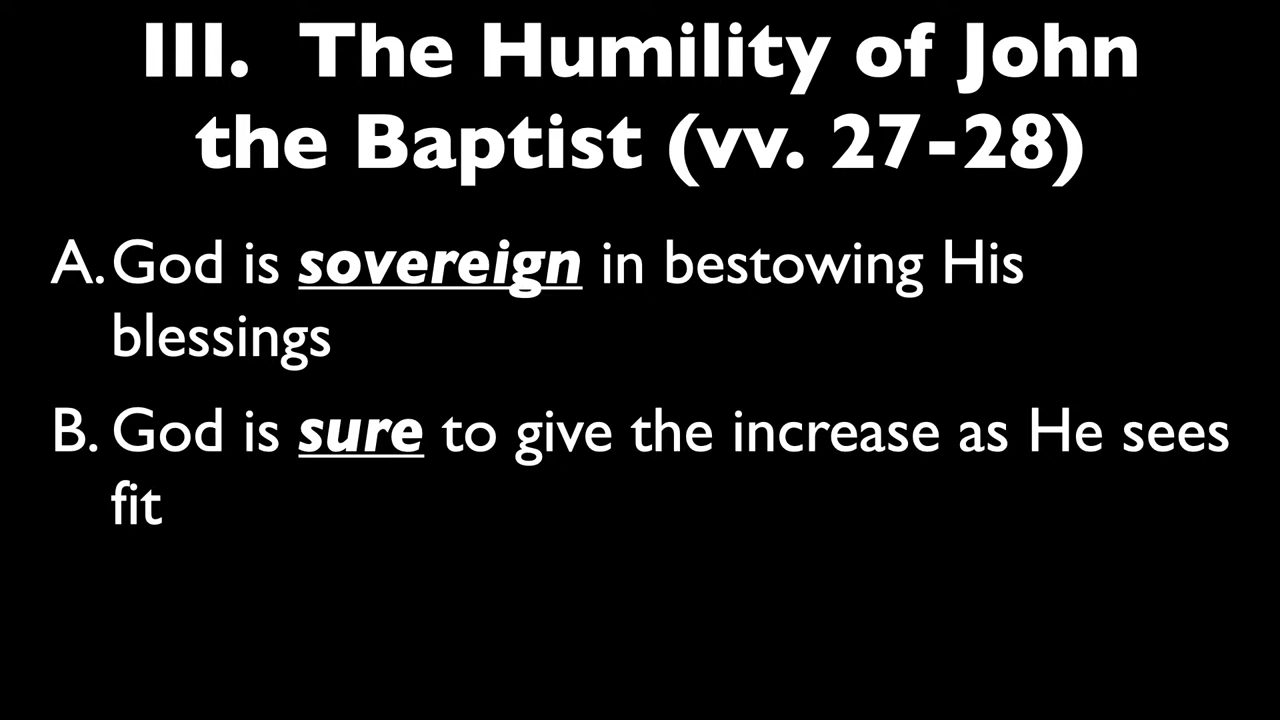 III. The Humility of John
the Baptist (vv. 27-28)
A. God is sovereign in bestowing His
blessings
B. God is sure to give the increase as He sees
fit